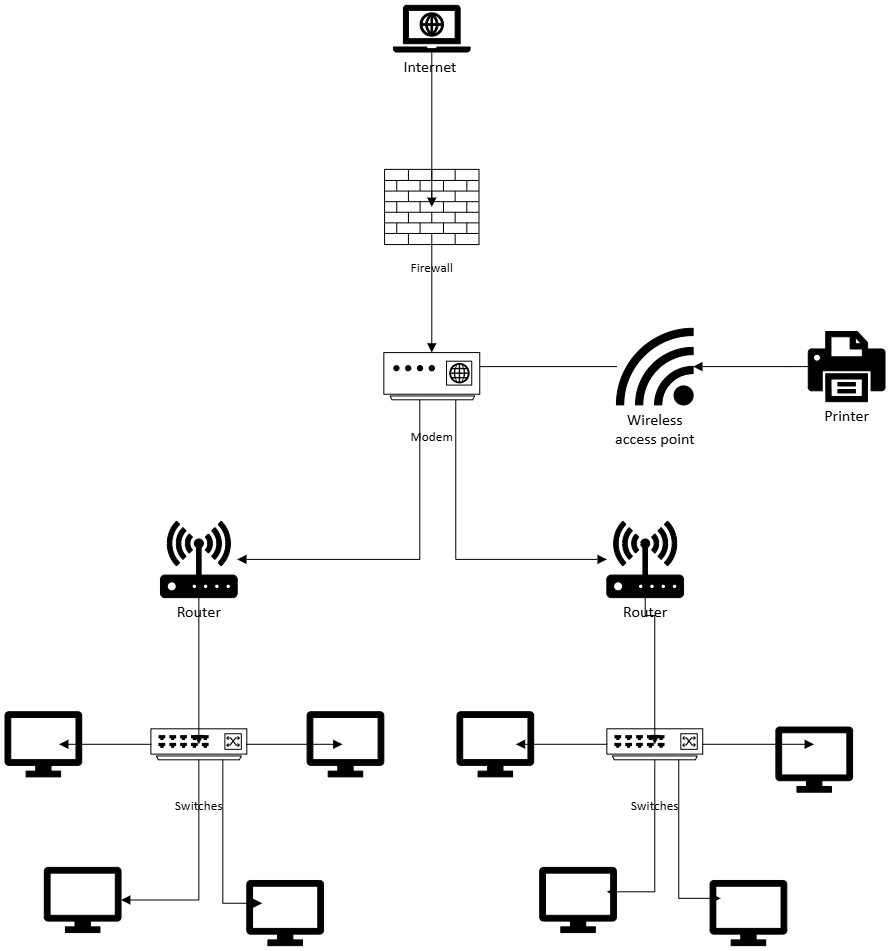 Internet
Firewall
Modem
Wireless
access point
Printer
Router
Router
Switches
Switches